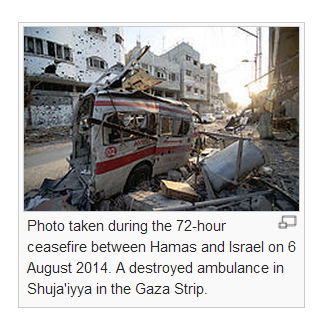 Photo taken during the 72-hour
ceasefire between Hamas and Israel on 6
August 2014. A destroyed ambulance in
Shuja'iyya in the Gaza Strip.